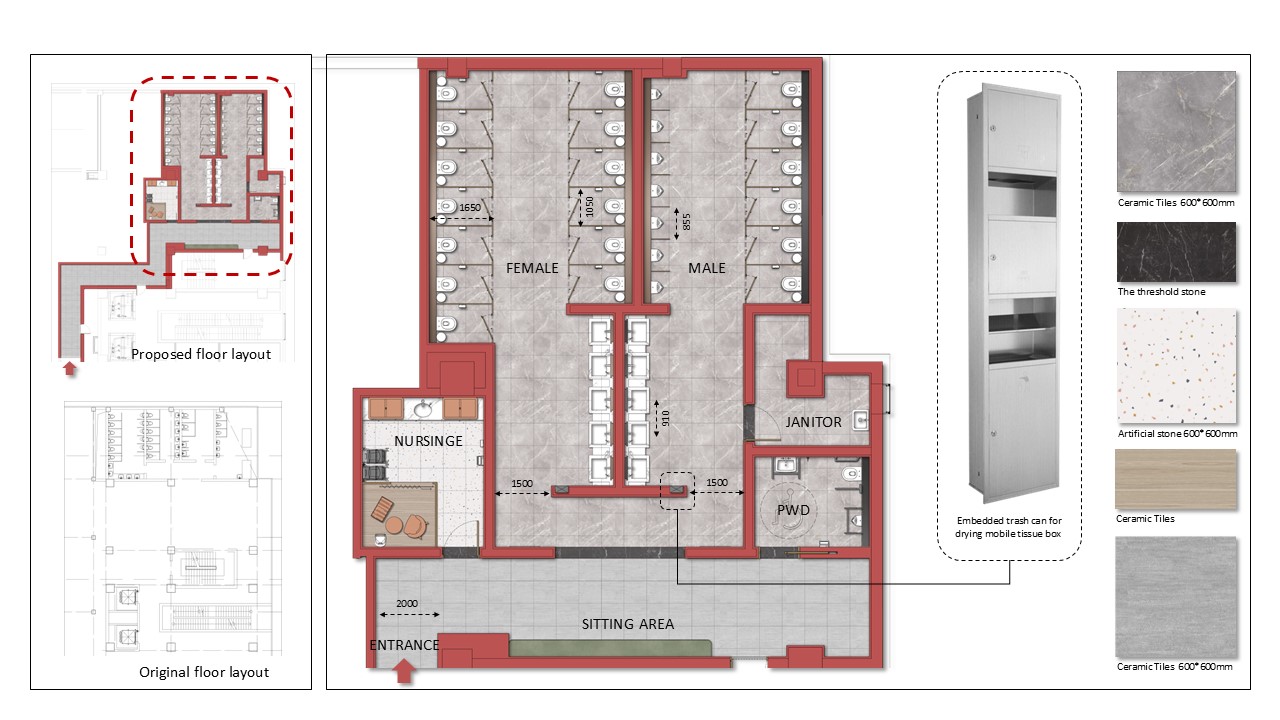 Proposed floor layout
Original floor layout
1650
1050
855
FEMALE
MALE
910
NURSINGE
JANITOR
1500
1500
PWD
2000
SITTING AREA
ENTRANCE
Embedded trash can for
drying mobile tissue box
Ceramic Tiles 600*600mm
The threshold stone
Artificial stone 600*600mm
Ceramic Tiles
Ceramic Tiles 600*600mm